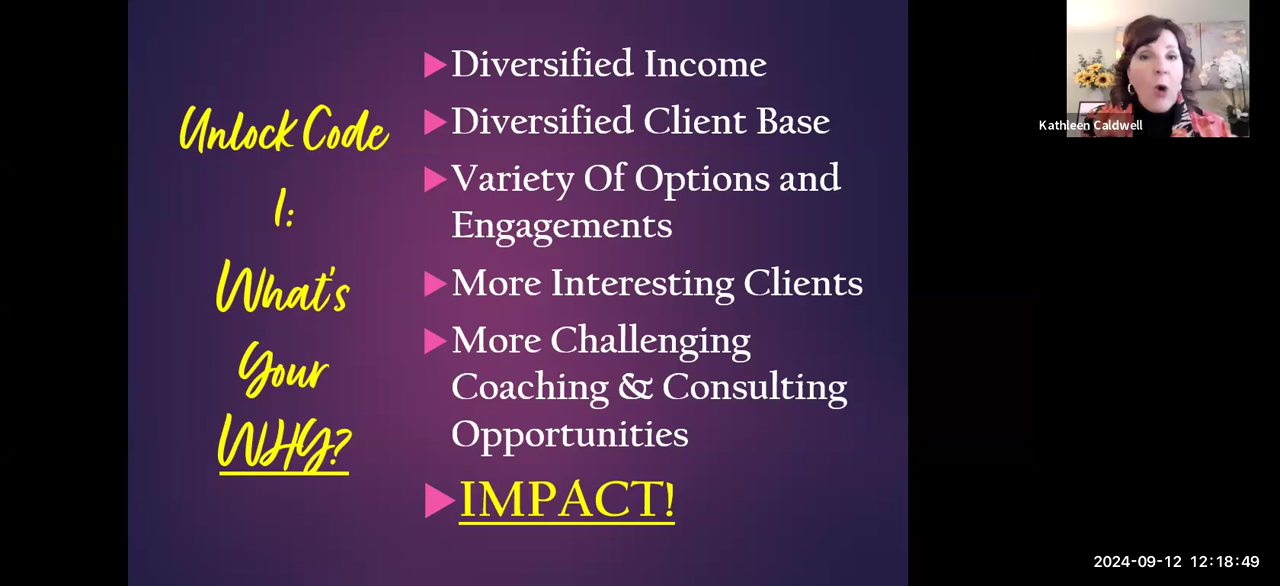 Unlock Code
1:
What's
Your
WHY?
Diversified Income
Diversified Client Base
Variety Of Options and
Engagements
More Interesting Clients
More Challenging
Coaching & Consulting
Opportunities
IMPACT!
Kathleen Caldwell
2024-09-12 12:18:49